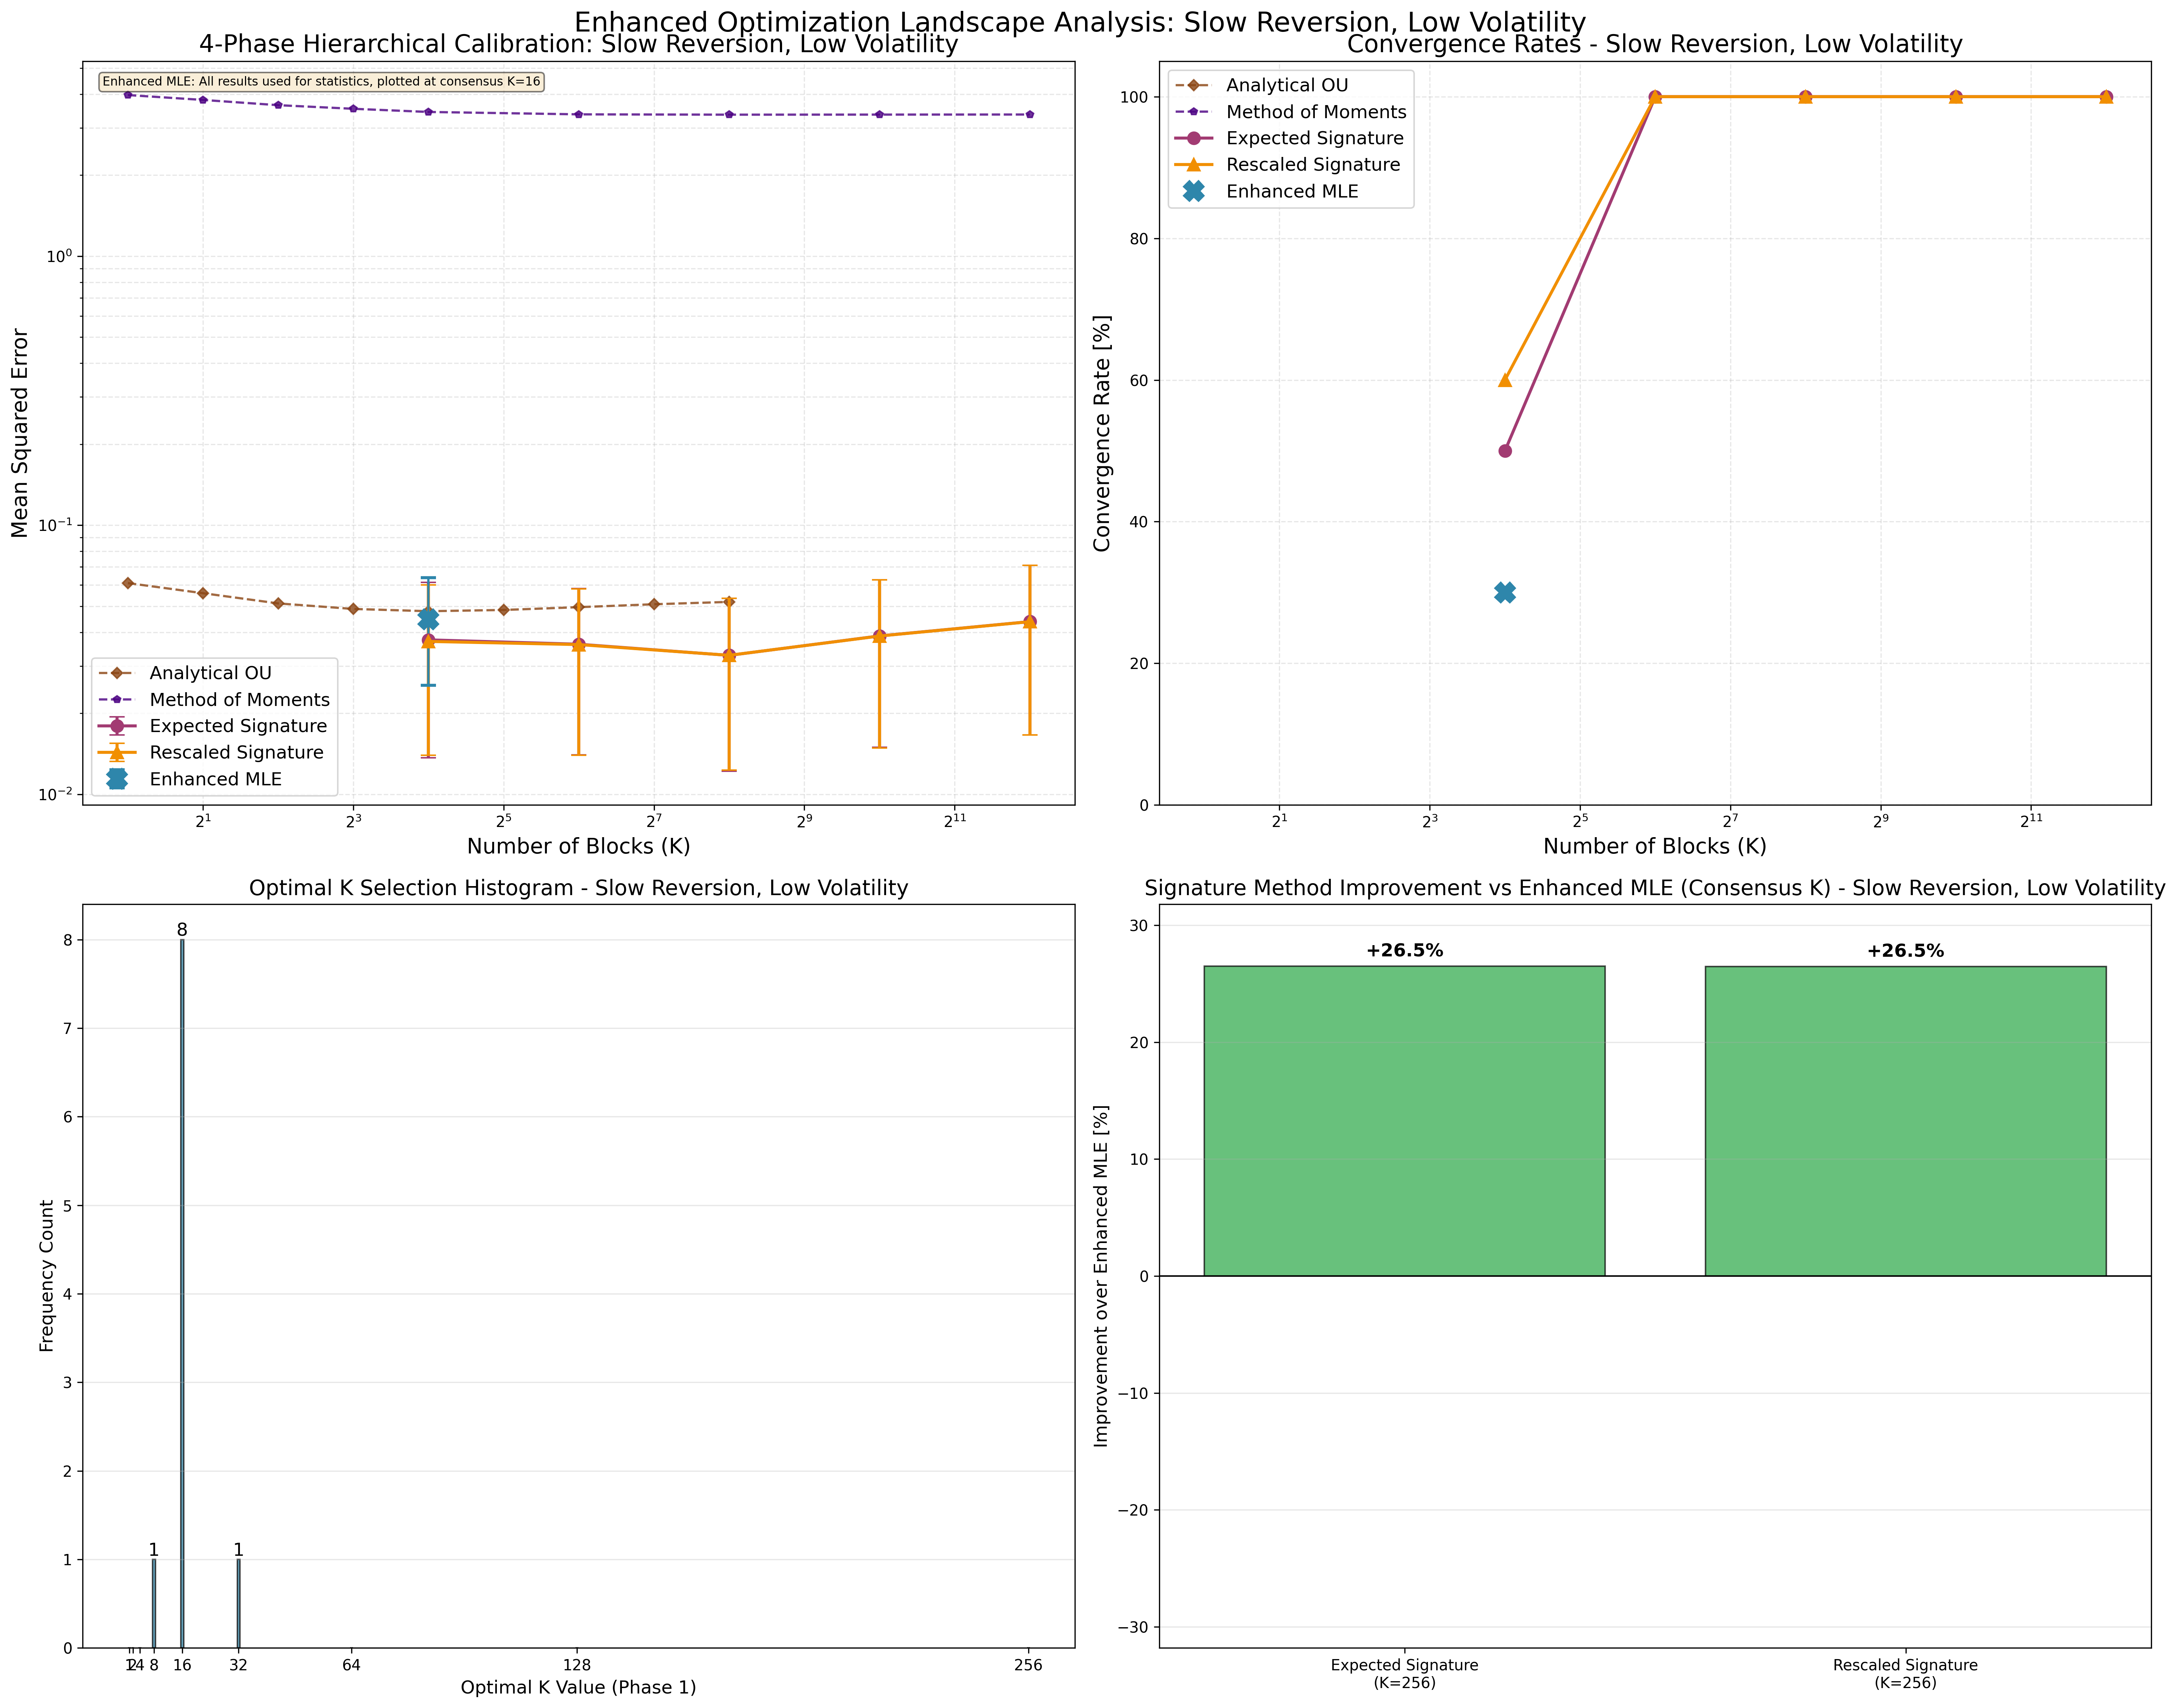 Enhanced Optimization Landscape Analysis: Slow Reversion, Low Volatility
4-Phase Hierarchical Calibration: Slow Reversion, Low Volatility
Enhanced MLE: All results used for statistics, plotted at consensus K=16
Mean Squared Error
10⁰
10⁻¹
10⁻²
Analytical OU
Method of Moments
Expected Signature
Rescaled Signature
Enhanced MLE
2¹ 2³ 2⁵ 2⁷ 2⁹ 2¹¹
Number of Blocks (K)
Convergence Rates - Slow Reversion, Low Volatility
Analytical OU
Method of Moments
Expected Signature
Rescaled Signature
Enhanced MLE
Convergence Rate [%]
100
80
60
40
20
0
2¹ 2³ 2⁵ 2⁷ 2⁹ 2¹¹
Number of Blocks (K)
Optimal K Selection Histogram - Slow Reversion, Low Volatility
Frequency Count
8
7
6
5
4
3
2
1
0
8
1
1
1 2 4 8 16 32 64 128 256
Optimal K Value (Phase 1)
Signature Method Improvement vs Enhanced MLE (Consensus K) - Slow Reversion, Low Volatility
Improvement over Enhanced MLE [%]
30
20
10
0
−10
−20
−30
+26.5% +26.5%
Expected Signature
(K=256)
Rescaled Signature
(K=256)